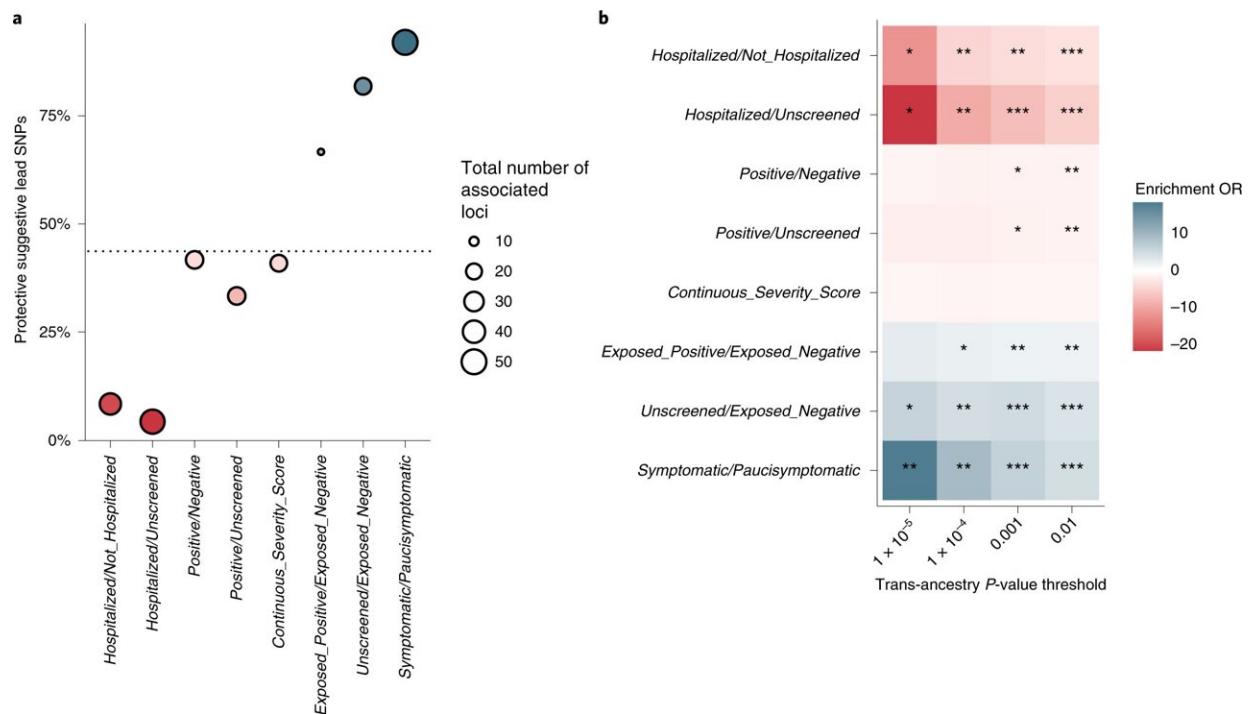 a
Protective suggestive lead SNPs
75%
50%
25%
0%
Hospitalized/Not_Hospitalized
Hospitalized/Unscreened
Positive/Negative
Positive/Unscreened
Continuous_Severity_Score
Exposed_Positive/Exposed_Negative
Unscreened/Exposed_Negative
Symptomatic/Paucisymptomatic
Total number of
associated
loci
10
20
30
40
50
b
Hospitalized/Not_Hospitalized * ** ** ***
Hospitalized/Unscreened * ** *** ***
Positive/Negative * **
Positive/Unscreened * **
Continuous_Severity_Score
Exposed_Positive/Exposed_Negative * ** **
Unscreened/Exposed_Negative * ** *** ***
Symptomatic/Paucisymptomatic ** ** *** ***
1 × 10⁻⁵
1 × 10⁻⁴
0.001
0.01
Trans-ancestry P-value threshold
Enrichment OR
10
0
−10
−20